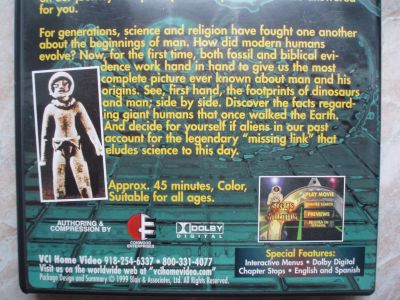 for you.
For generations, science and religion have fought one another
about the beginnings of man. How did modern humans
evolve? Now, for the first time, both fossil and biblical evi-
dence work hand in hand to give us the most
complete picture ever known about man and his
origins. See, first hand, the footprints of dinosaurs
and man; side by side. Discover the facts regard-
ing giant humans that once walked the Earth.
And decide for yourself if aliens in our past
account for the legendary "missing link" that
eludes science to this day.
Approx. 45 minutes, Color,
Suitable for all ages.
AUTHORING &
COMPRESSION BY
COMWOOD
ENTERPRISES
DOLBY
DIGITAL
PLAY MOVIE
PREVIEWS
VCI Home Video 918-254-6337 · 800-331-4077
Visit us on the worldwide web at "vcihomevideo.com"
Package Design and Summary © 1999 Blair & Associates, Ltd. All Rights Reserved.
Special Features:
Interactive Menus • Dolby Digital
Chapter Stops • English and Spanish